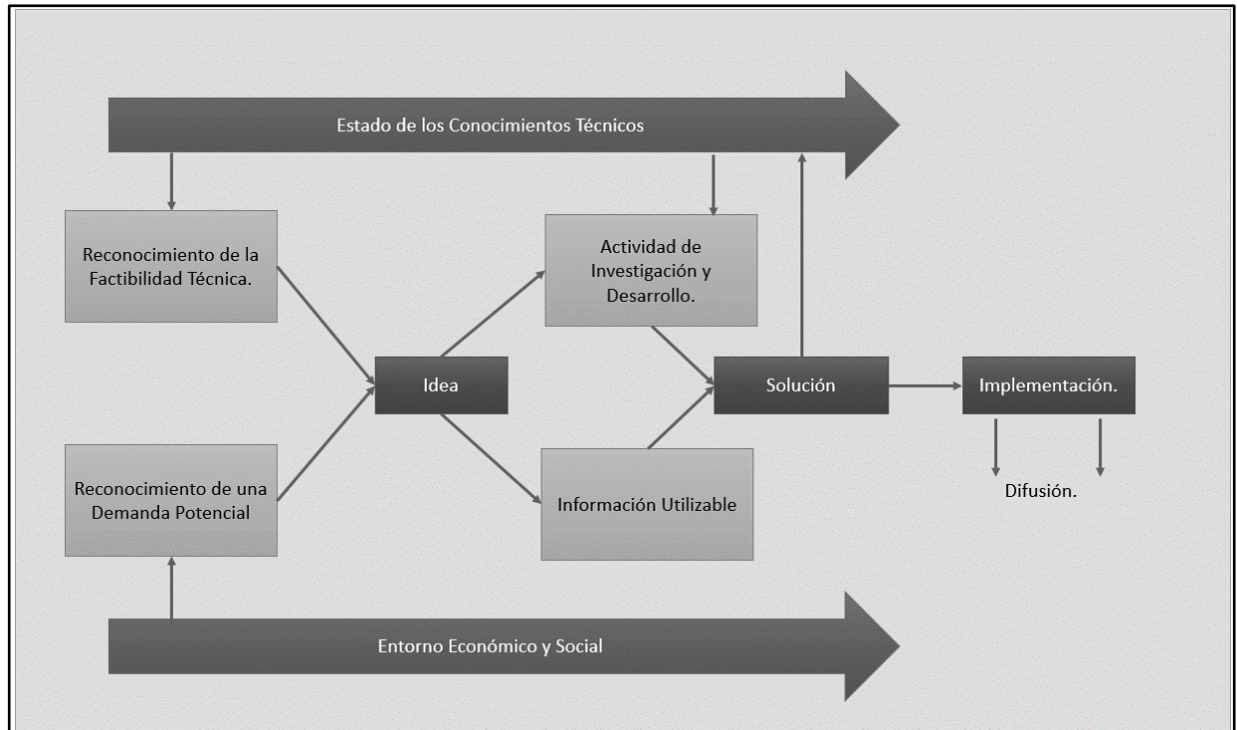 Estado de los Conocimientos Técnicos
Reconocimiento de la
Factibilidad Técnica.
Actividad de
Investigación y
Desarrollo.
Idea
Solución
Implementación.
Reconocimiento de una
Demanda Potencial
Información Utilizable
Difusión.
Entorno Económico y Social